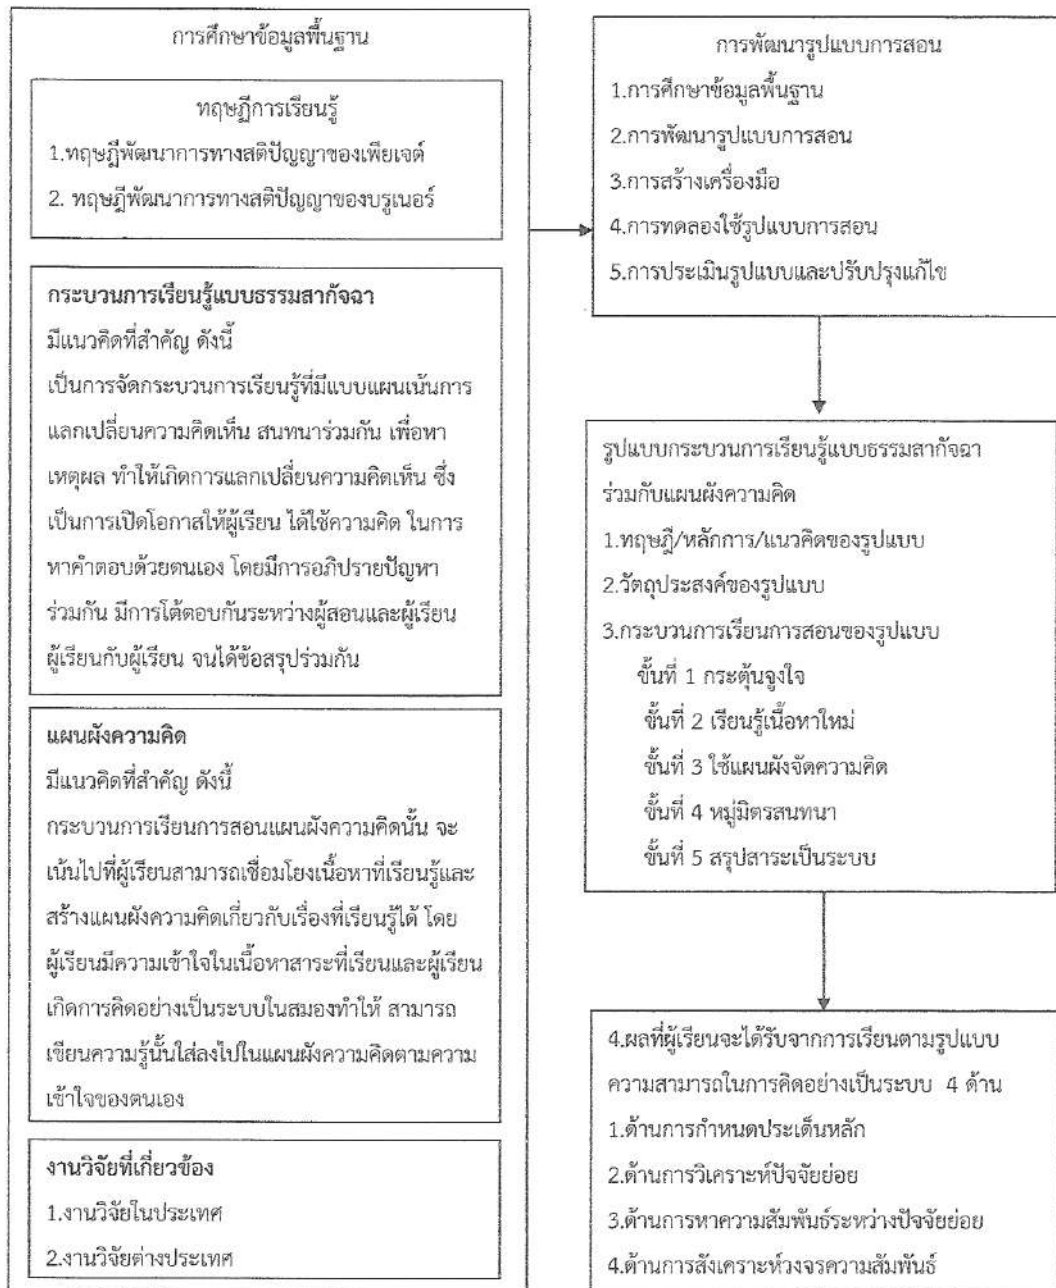 การศึกษาข้อมูลพื้นฐาน
ทฤษฎีการเรียนรู้
1.ทฤษฎีพัฒนาการทางสติปัญญาของเพียเจต์
2. ทฤษฎีพัฒนาการทางสติปัญญาของบรูเนอร์
กระบวนการเรียนรู้แบบธรรมสากัจฉา
มีแนวคิดที่สำคัญ ดังนี้
เป็นการจัดกระบวนการเรียนรู้ที่มีแบบแผนเน้นการ
แลกเปลี่ยนความคิดเห็น สนทนาร่วมกัน เพื่อหา
เหตุผล ทำให้เกิดการแลกเปลี่ยนความคิดเห็น ซึ่ง
เป็นการเปิดโอกาสให้ผู้เรียน ได้ใช้ความคิด ในการ
หาคำตอบด้วยตนเอง โดยมีการอภิปรายปัญหา
ร่วมกัน มีการโต้ตอบกันระหว่างผู้สอนและผู้เรียน
ผู้เรียนกับผู้เรียน จนได้ข้อสรุปร่วมกัน
แผนผังความคิด
มีแนวคิดที่สำคัญ ดังนี้
กระบวนการเรียนการสอนแผนผังความคิดนั้น จะ
เน้นไปที่ผู้เรียนสามารถเชื่อมโยงเนื้อหาที่เรียนรู้และ
สร้างแผนผังความคิดเกี่ยวกับเรื่องที่เรียนรู้ได้ โดย
ผู้เรียนมีความเข้าใจในเนื้อหาสาระที่เรียนและผู้เรียน
เกิดการคิดอย่างเป็นระบบในสมองทำให้ สามารถ
เขียนความรู้นั้นใส่ลงไปในแผนผังความคิดตามความ
เข้าใจของตนเอง
งานวิจัยที่เกี่ยวข้อง
1.งานวิจัยในประเทศ
2.งานวิจัยต่างประเทศ
การพัฒนารูปแบบการสอน
1.การศึกษาข้อมูลพื้นฐาน
2.การพัฒนารูปแบบการสอน
3.การสร้างเครื่องมือ
4.การทดลองใช้รูปแบบการสอน
5.การประเมินรูปแบบและปรับปรุงแก้ไข
รูปแบบกระบวนการเรียนรู้แบบธรรมสากัจฉา
ร่วมกับแผนผังความคิด
1.ทฤษฎี/หลักการ/แนวคิดของรูปแบบ
2.วัตถุประสงค์ของรูปแบบ
3.กระบวนการเรียนการสอนของรูปแบบ
ขั้นที่ 1 กระตุ้นจูงใจ
ขั้นที่ 2 เรียนรู้เนื้อหาใหม่
ขั้นที่ 3 ใช้แผนผังจัดความคิด
ขั้นที่ 4 หมู่มิตรสนทนา
ขั้นที่ 5 สรุปสาระเป็นระบบ
4.ผลที่ผู้เรียนจะได้รับจากการเรียนตามรูปแบบ
ความสามารถในการคิดอย่างเป็นระบบ 4 ด้าน
1.ด้านการกำหนดประเด็นหลัก
2.ด้านการวิเคราะห์ปัจจัยย่อย
3.ด้านการหาความสัมพันธ์ระหว่างปัจจัยย่อย
4.ด้านการสังเคราะห์วงจรความสัมพันธ์